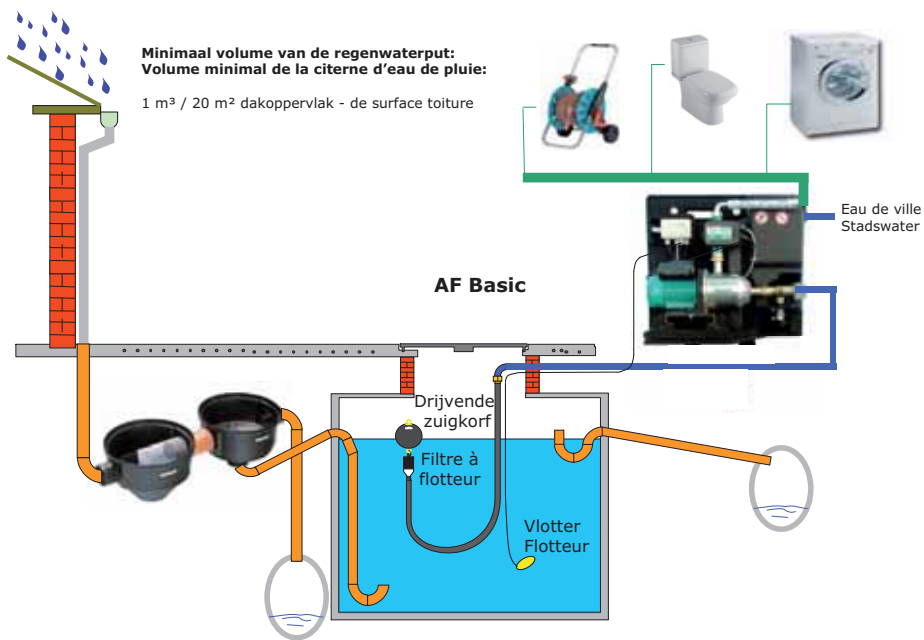 Minimaal volume van de regenwaterput:
Volume minimal de la citerne d'eau de pluie:
1 m³ / 20 m² dakoppervlak - de surface toiture
Eau de ville
Stadswater
AF Basic
Drijvende
zuigkorf
Filtre à
flotteur
Vlotter
Flotteur